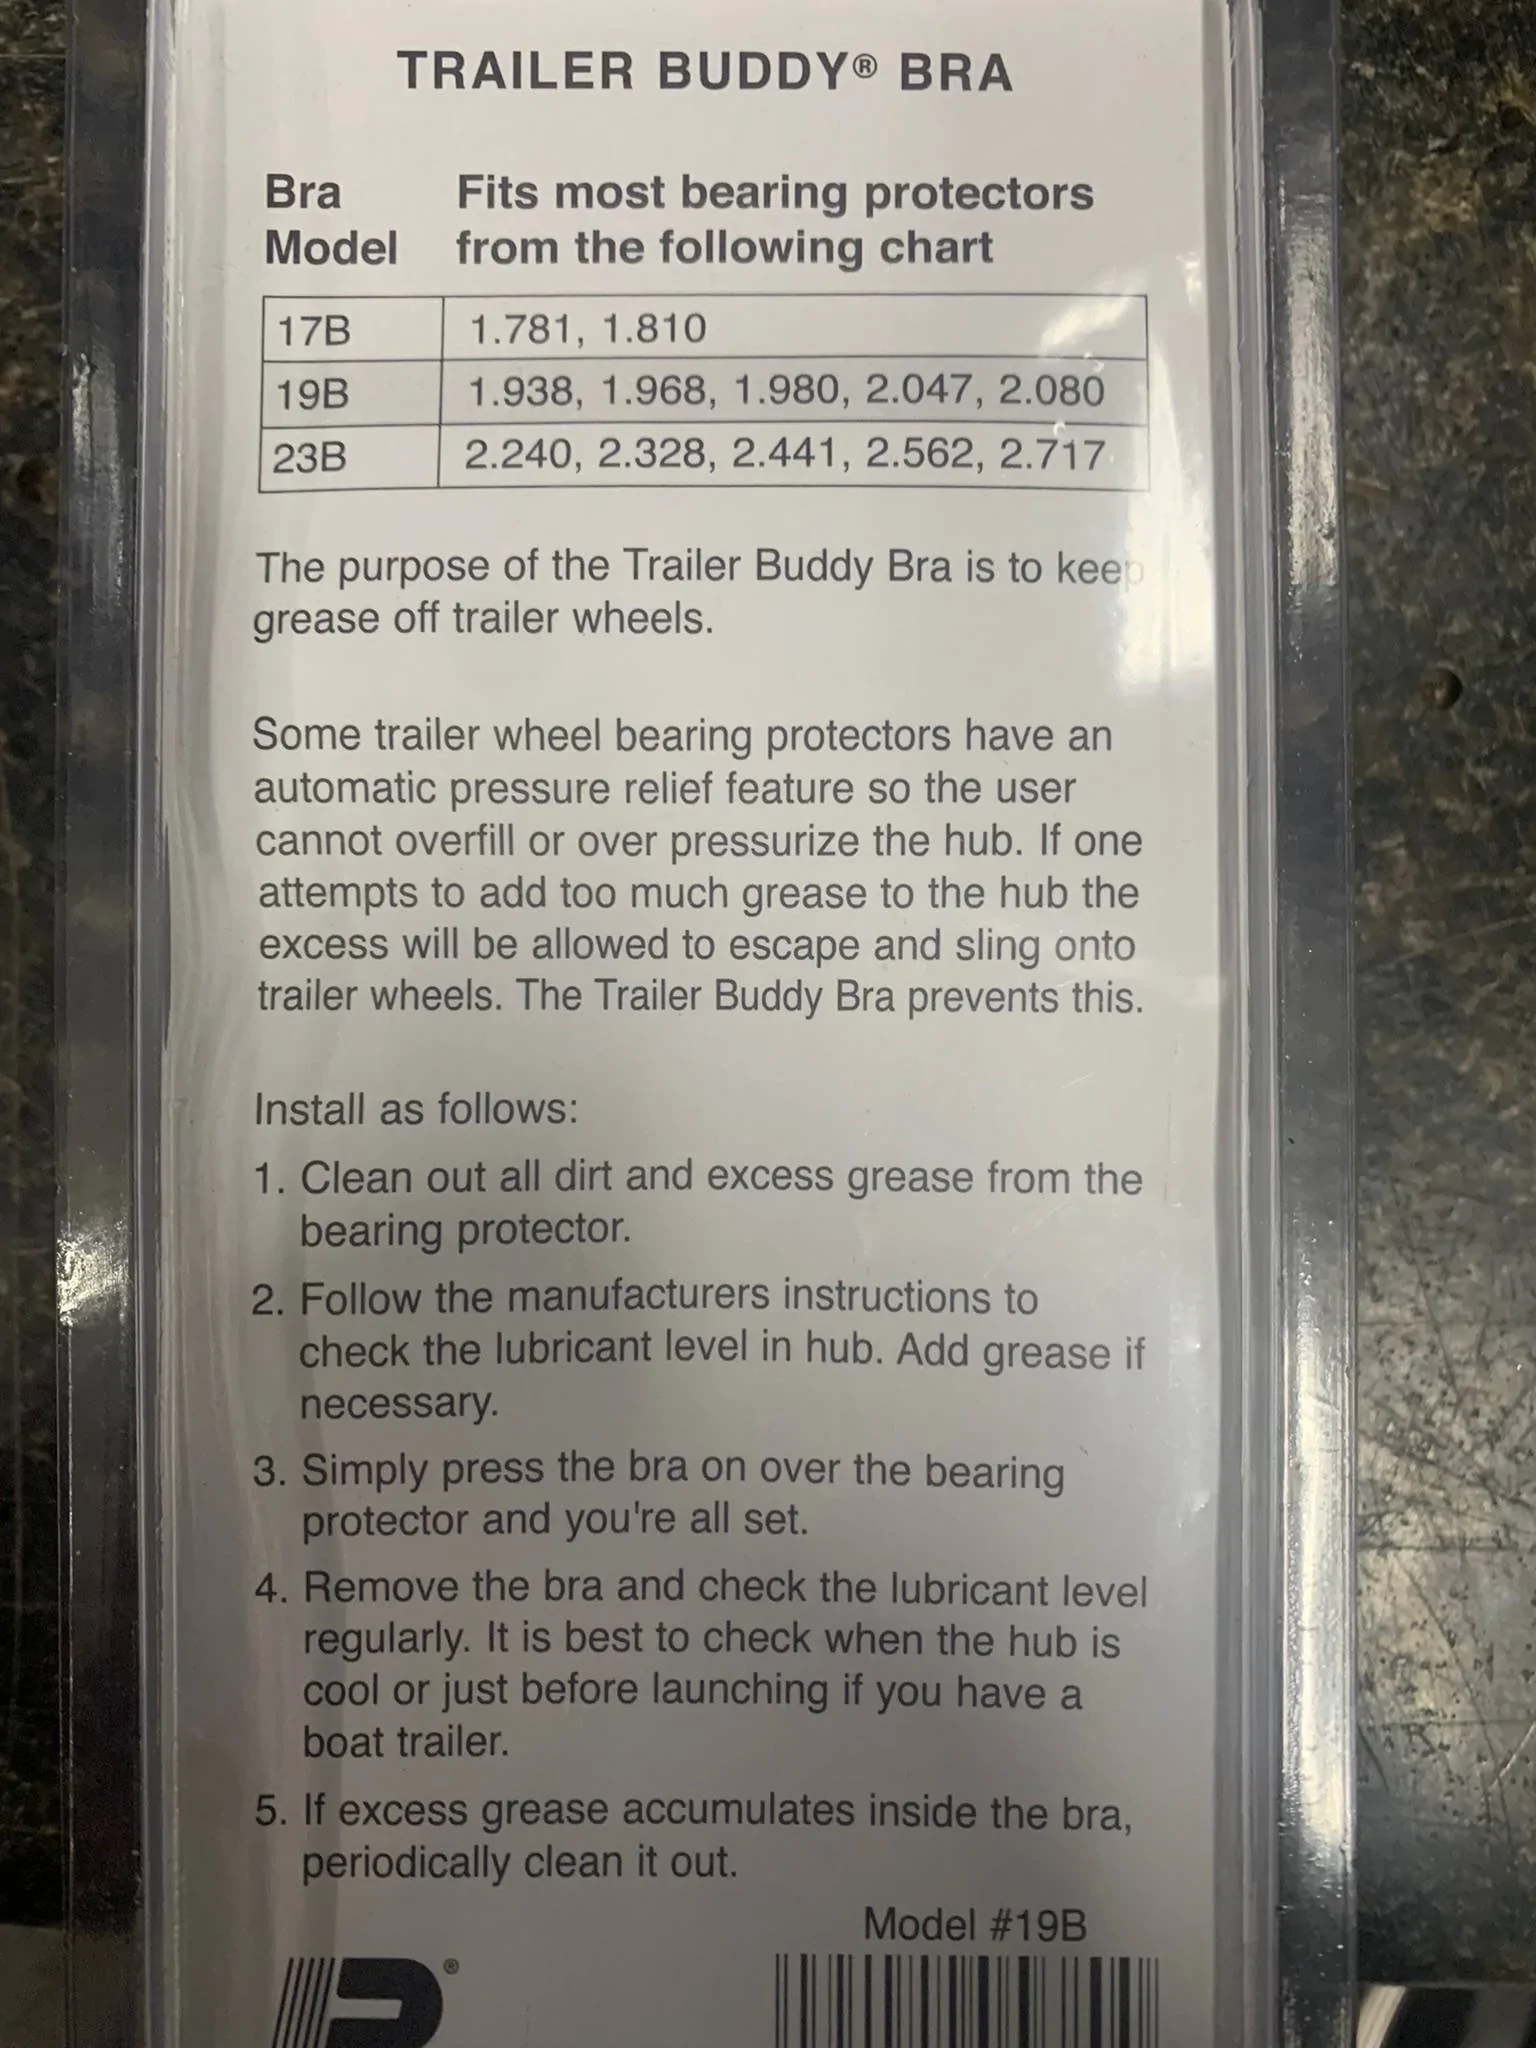 TRAILER BUDDY® BRA
Bra Fits most bearing protectors
Model from the following chart
17B 1.781, 1.810
19B 1.938, 1.968, 1.980, 2.047, 2.080
23B 2.240, 2.328, 2.441, 2.562, 2.717
The purpose of the Trailer Buddy Bra is to keep
grease off trailer wheels.
Some trailer wheel bearing protectors have an
automatic pressure relief feature so the user
cannot overfill or over pressurize the hub. If one
attempts to add too much grease to the hub the
excess will be allowed to escape and sling onto
trailer wheels. The Trailer Buddy Bra prevents this.
Install as follows:
1. Clean out all dirt and excess grease from the
bearing protector.
2. Follow the manufacturers instructions to
check the lubricant level in hub. Add grease if
necessary.
3. Simply press the bra on over the bearing
protector and you're all set.
4. Remove the bra and check the lubricant level
regularly. It is best to check when the hub is
cool or just before launching if you have a
boat trailer.
5. If excess grease accumulates inside the bra,
periodically clean it out.
Model #19B
®